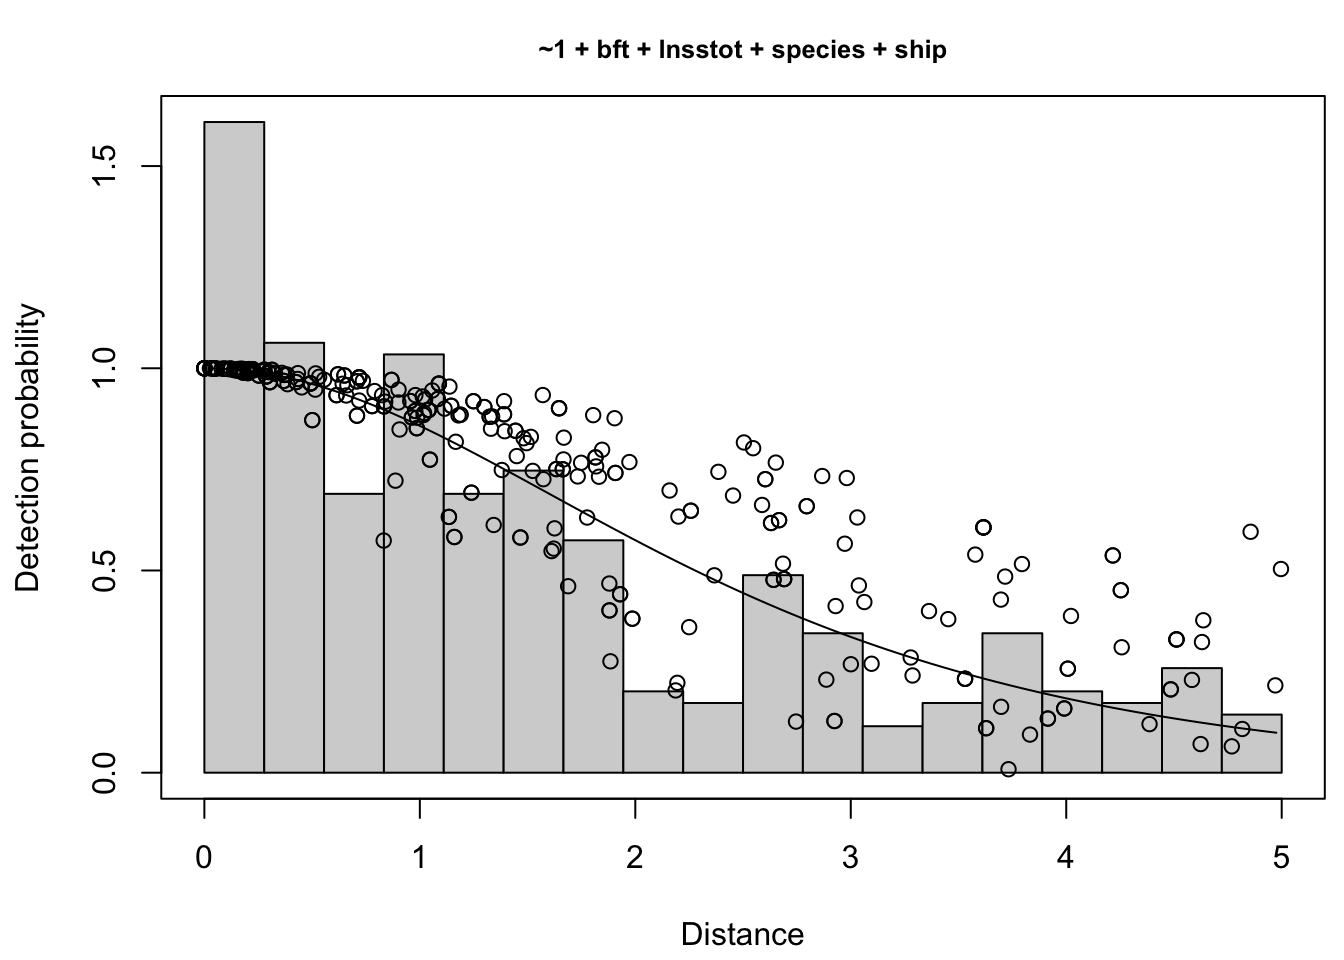 ~1 + bft + lnsstot + species + ship
Detection probability
1.5
1.0
0.5
0.0
0 1 2 3 4 5
Distance